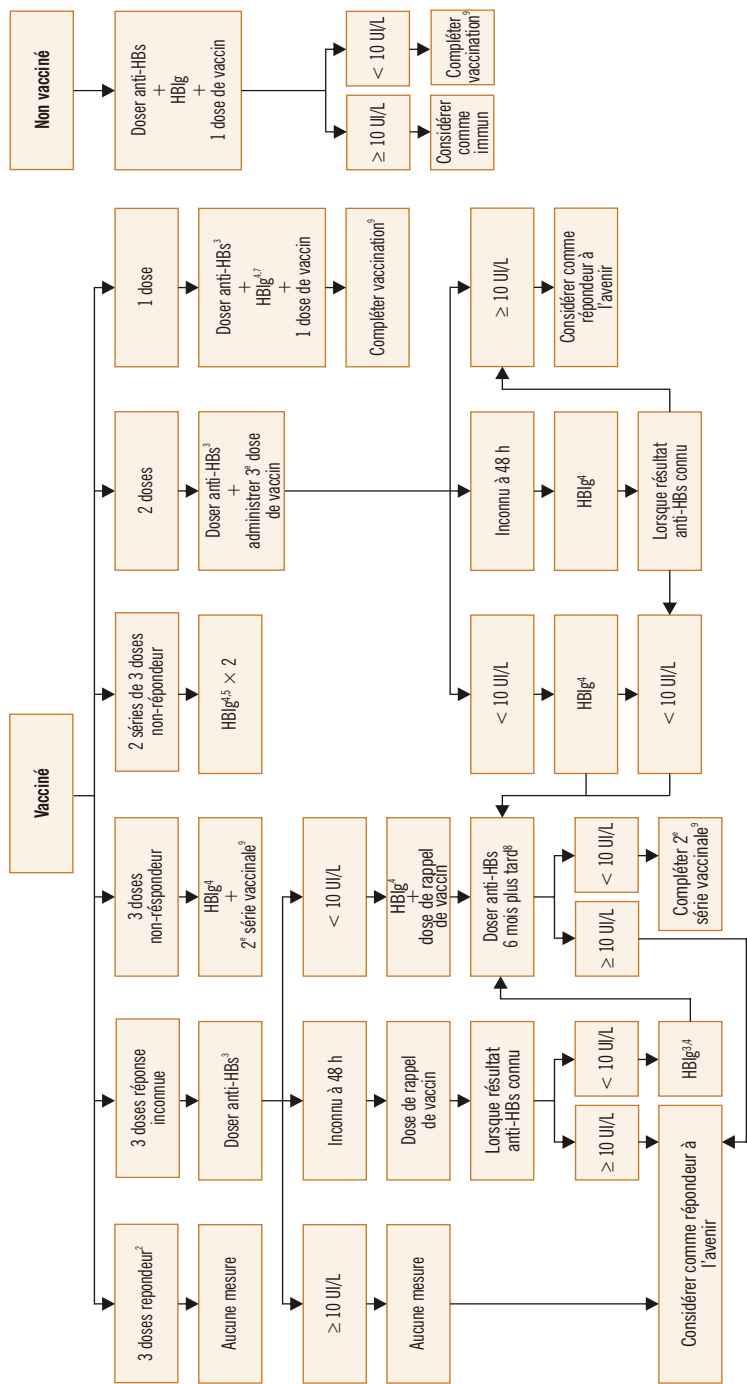 Vacciné
3 doses repondeur²
Aucune mesure
3 doses réponse
inconnue
Doser anti-HBs³
≥ 10 UI/L
Aucune mesure
Inconnu à 48 h
Dose de rappel
de vaccin
Lorsque résultat
anti-HBs connu
≥ 10 UI/L
< 10 UI/L
HBIg³,⁴
Considérer comme répondeur à
l'avenir
< 10 UI/L
HBIg⁴
+
dose de rappel
de vaccin
Doser anti-HBs
6 mois plus tard⁸
≥ 10 UI/L
< 10 UI/L
Compléter 2ᵉ
série vaccinale⁹
3 doses
non-réspondeur
HBIg⁴
+
2ᵉ série vaccinale⁹
2 séries de 3 doses
non-répondeur
HBIg⁴,⁵ × 2
2 doses
Doser anti-HBs³
+
administrer 3ᵉ dose
de vaccin
< 10 UI/L
HBIg⁴
< 10 UI/L
Inconnu à 48 h
HBIg⁴
Lorsque résultat
anti-HBs connu
≥ 10 UI/L
Considérer comme
répondeur à
l'avenir
1 dose
Doser anti-HBs³
+
HBIg⁴,⁷
+
1 dose de vaccin
Compléter vaccination⁹
Non vacciné
Doser anti-HBs
+
HBIg
+
1 dose de vaccin
≥ 10 UI/L
Considérer
comme
immun
< 10 UI/L
Compléter
vaccination⁹